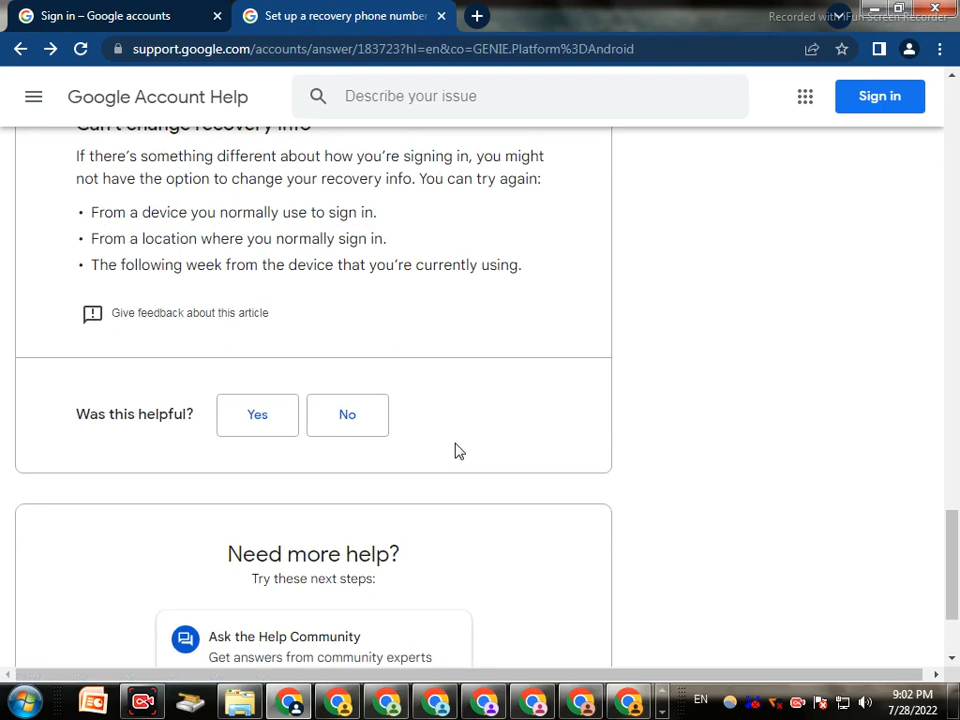 Sign in – Google accounts
Set up a recovery phone number
Recorded with iFun Screen Recorder
support.google.com/accounts/answer/183723?hl=en&co=GENIE.Platform%3DAndroid
Google Account Help
Describe your issue
Sign in
Can't change recovery info
If there's something different about how you're signing in, you might
not have the option to change your recovery info. You can try again:
• From a device you normally use to sign in.
• From a location where you normally sign in.
• The following week from the device that you're currently using.
Give feedback about this article
Was this helpful?
Yes
No
Need more help?
Try these next steps:
Ask the Help Community
Get answers from community experts
EN
9:02 PM
7/28/2022